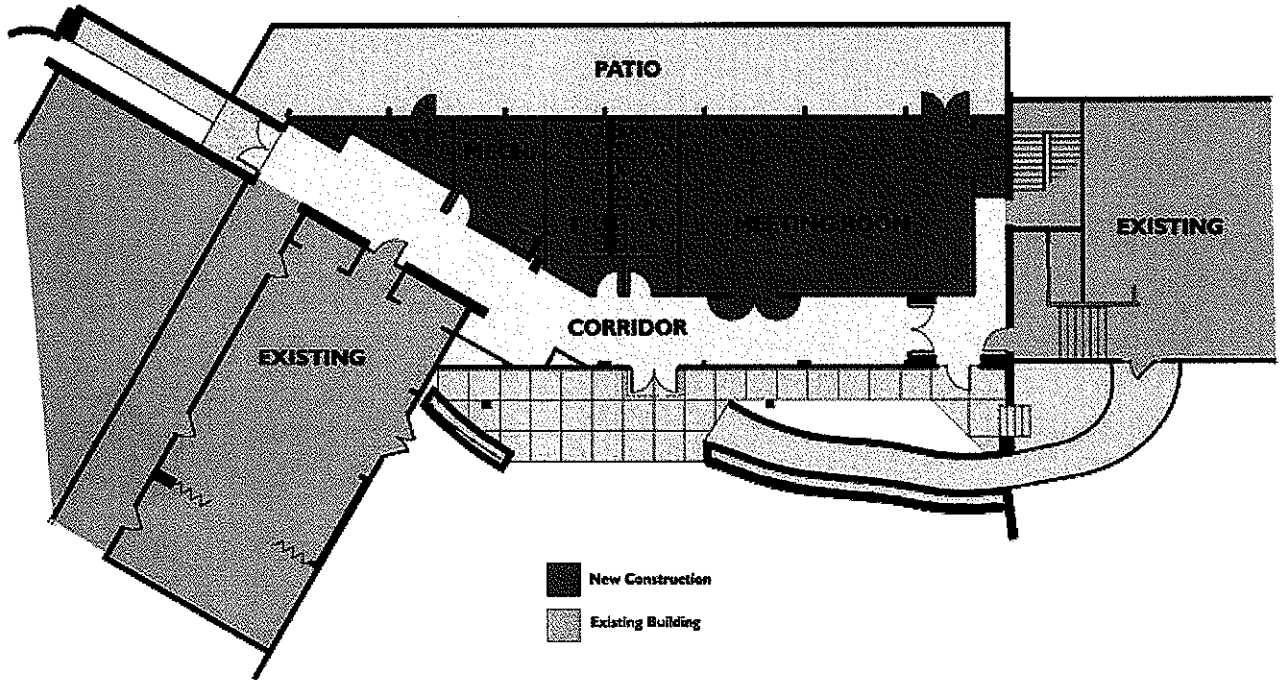 PATIO
EXISTING
CORRIDOR
EXISTING
New Construction
Existing Building